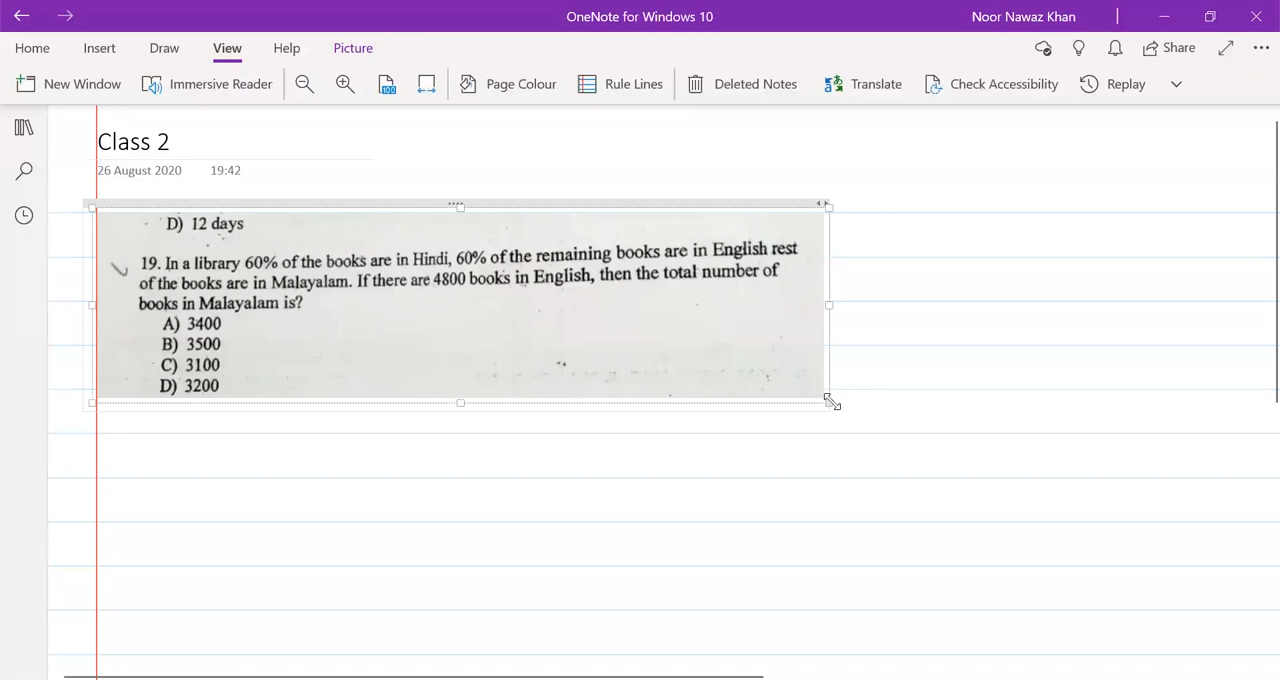 OneNote for Windows 10
Noor Nawaz Khan
Home Insert Draw View Help Picture
Share
New Window Immersive Reader 100 Page Colour Rule Lines Deleted Notes Translate Check Accessibility Replay
Class 2
26 August 2020 19:42
D) 12 days
19. In a library 60% of the books are in Hindi, 60% of the remaining books are in English rest
of the books are in Malayalam. If there are 4800 books in English, then the total number of
books in Malayalam is?
A) 3400
B) 3500
C) 3100
D) 3200